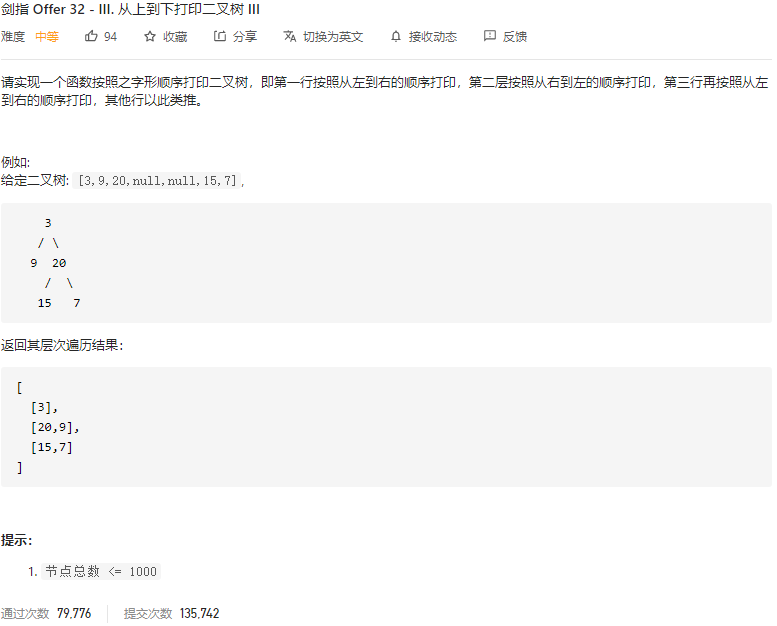 剑指 Offer 32 - III. 从上到下打印二叉树 III
难度 中等 94 收藏 分享 切换为英文 接收动态 反馈
请实现一个函数按照之字形顺序打印二叉树，即第一行按照从左到右的顺序打印，第二层按照从右到左的顺序打印，第三行再按照从左
到右的顺序打印，其他行以此类推。
例如:
给定二叉树: [3,9,20,null,null,15,7],
3
/ \
9 20
/ \
15 7
返回其层次遍历结果：
[
[3],
[20,9],
[15,7]
]
提示：
1. 节点总数 <= 1000
通过次数 79,776 提交次数 135,742